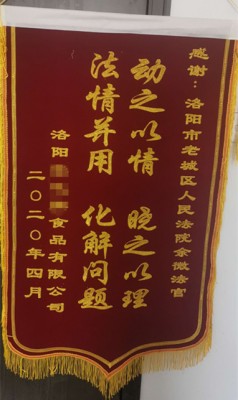 感谢：洛阳市老城区人民法院余微法官
动之以情 晓之以理
法情并用 化解问题
洛阳 食品有限公司
二〇二〇年四月